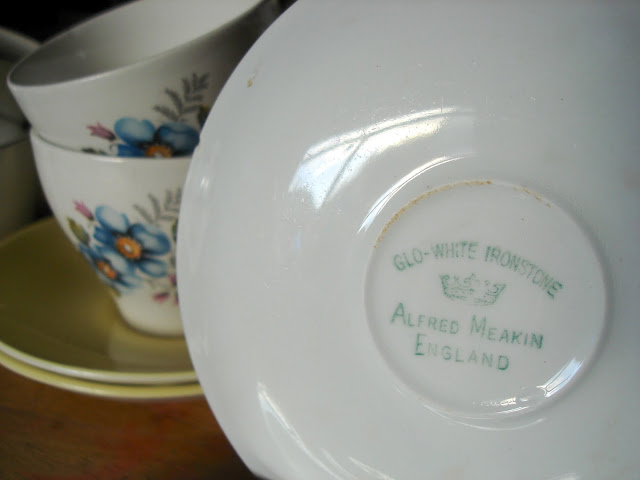 GLO-WHITE IRONSTONE
ALFRED MEAKIN
ENGLAND